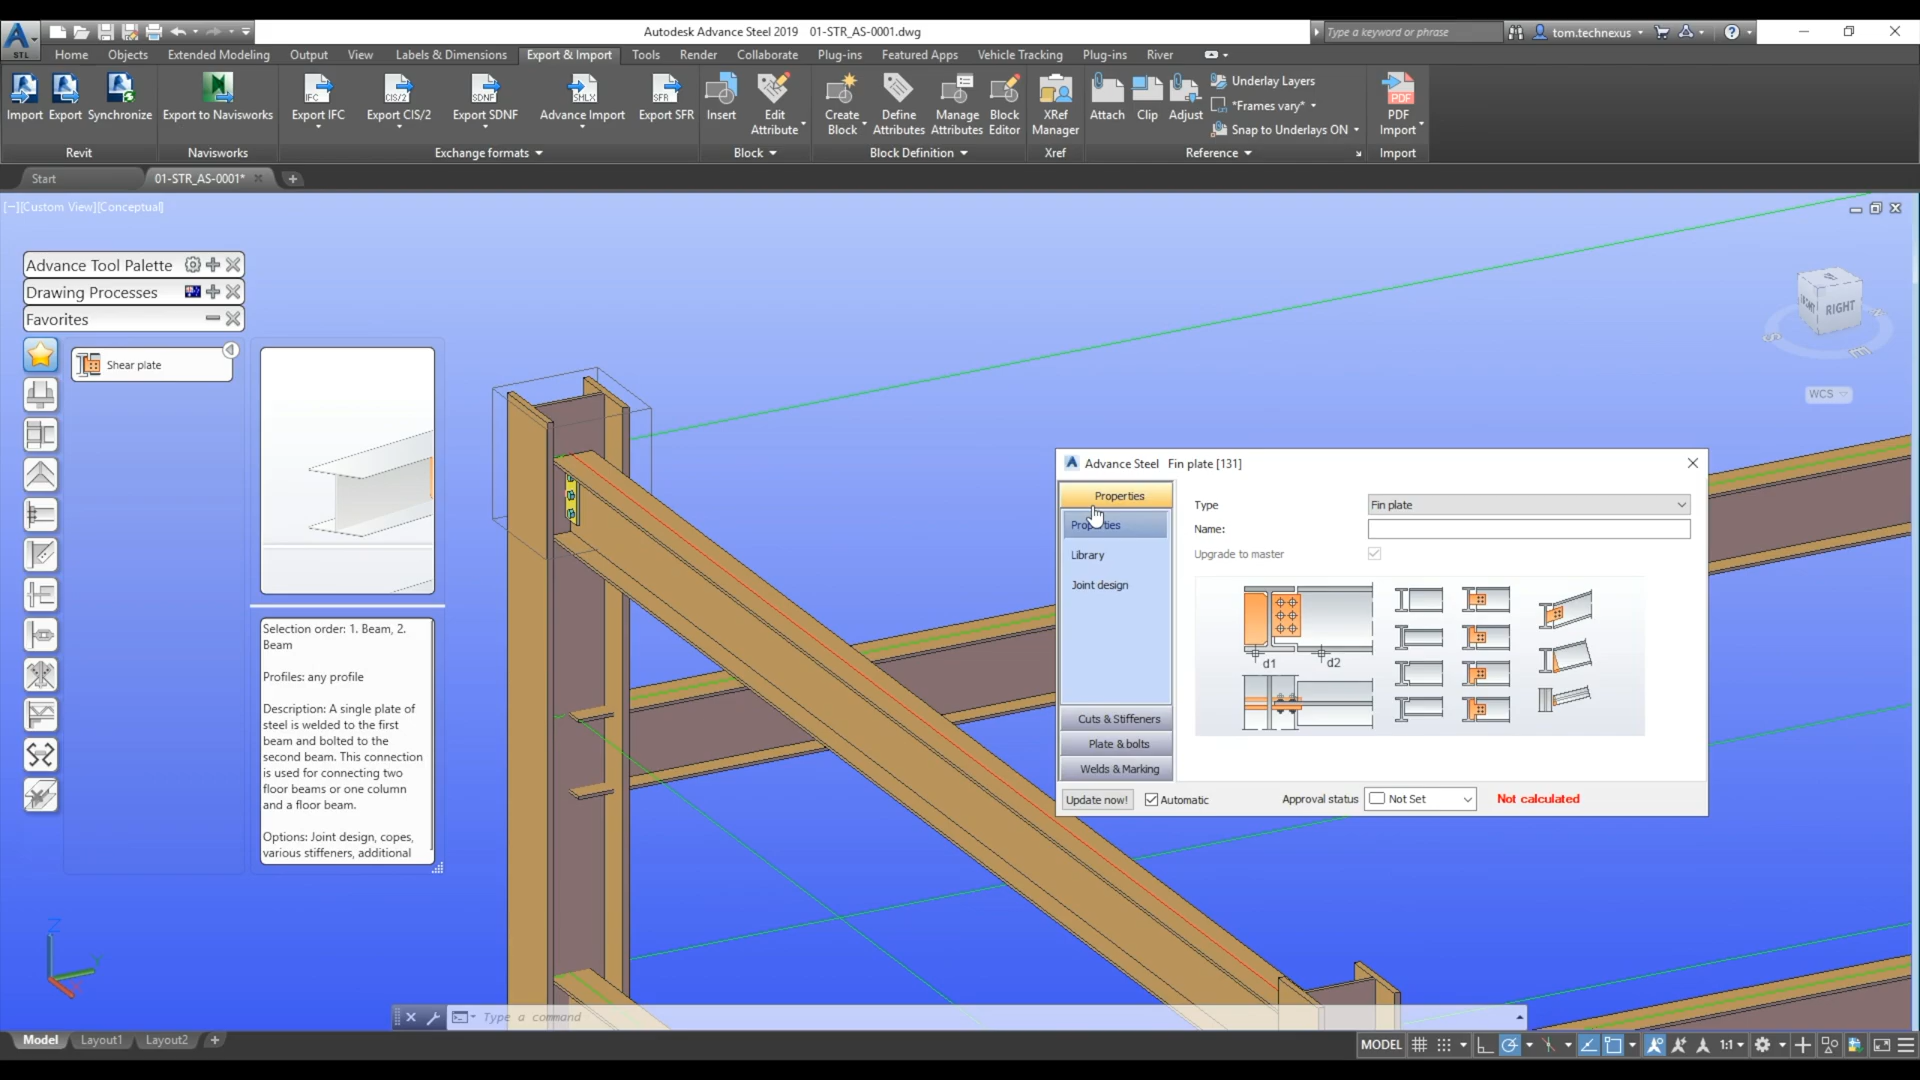 Autodesk Advance Steel 2019 01-STR_AS-0001.dwg
Type a keyword or phrase
tom.technexus
STL
Home Objects Extended Modeling Output View Labels & Dimensions Export & Import Tools Render Collaborate Plug-ins Featured Apps Vehicle Tracking Plug-ins River
Underlay Layers
IFC CIS/2 SDNF SMLX SFR PDF
*Frames vary*
Import Export Synchronize Export to Navisworks Export IFC Export CIS/2 Export SDNF Advance Import Export SFR Insert Edit Attribute Create Block Define Attributes Manage Attributes Block Editor XRef Manager Attach Clip Adjust PDF Import
Snap to Underlays ON
Revit Navisworks Exchange formats Block Block Definition Xref Reference Import
Start 01-STR_AS-0001*
[−][Custom View][Conceptual]
Advance Tool Palette
Drawing Processes
Favorites
Shear plate
RIGHT
WCS
Selection order: 1. Beam, 2.
Beam
Profiles: any profile
Description: A single plate of
steel is welded to the first
beam and bolted to the
second beam. This connection
is used for connecting two
floor beams or one column
and a floor beam.
Options: Joint design, copes,
various stiffeners, additional
Advance Steel Fin plate [131]
Properties
Properties
Library
Joint design
Cuts & Stiffeners
Plate & bolts
Welds & Marking
Type Fin plate
Name:
Upgrade to master
d1 d2
Update now! Automatic Approval status Not Set Not calculated
Z
Type a command
Model Layout1 Layout2
MODEL 1:1